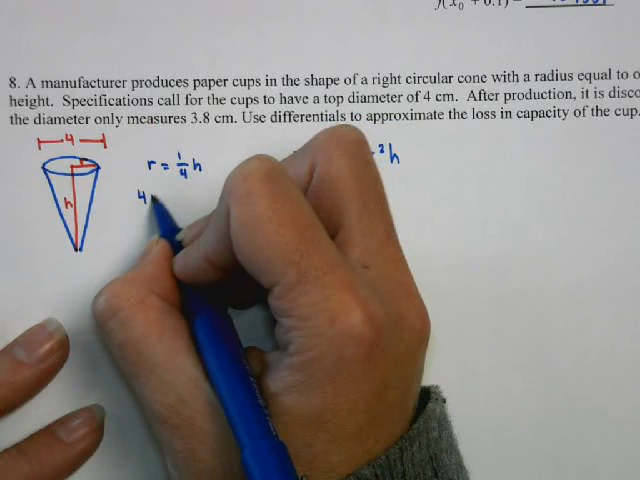 8. A manufacturer produces paper cups in the shape of a right circular cone with a radius equal to
height. Specifications call for the cups to have a top diameter of 4 cm. After production, it is
the diameter only measures 3.8 cm. Use differentials to approximate the loss in capacity of the cup.
4
r
h
r = 1/4 h
²h
4